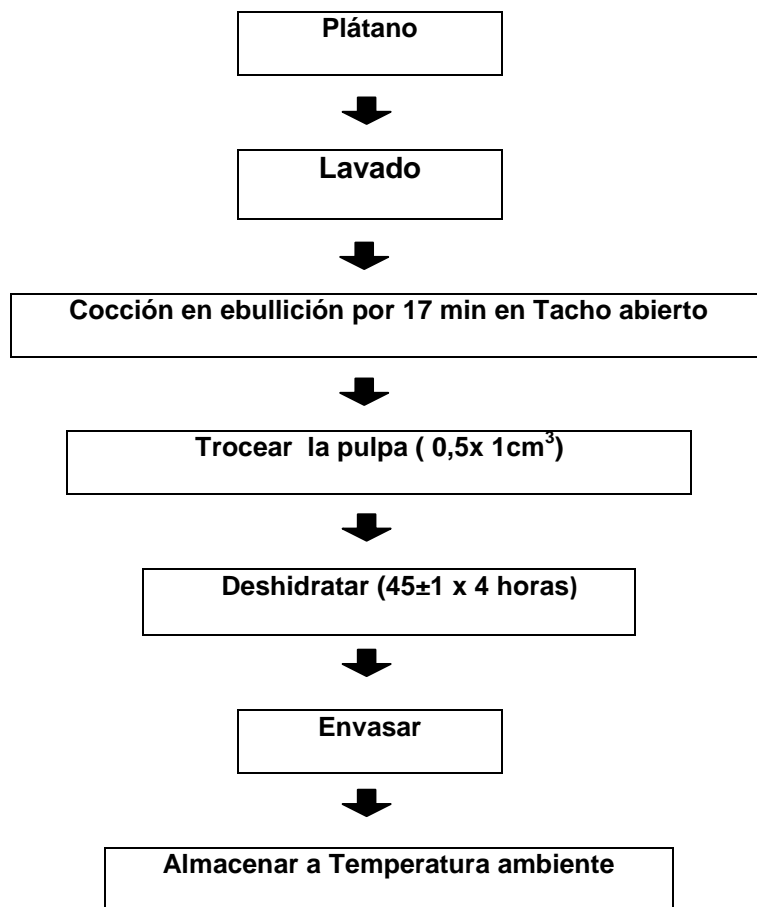 Plátano
Lavado
Cocción en ebullición por 17 min en Tacho abierto
Trocear la pulpa ( 0,5x 1cm³)
Deshidratar (45±1 x 4 horas)
Envasar
Almacenar a Temperatura ambiente